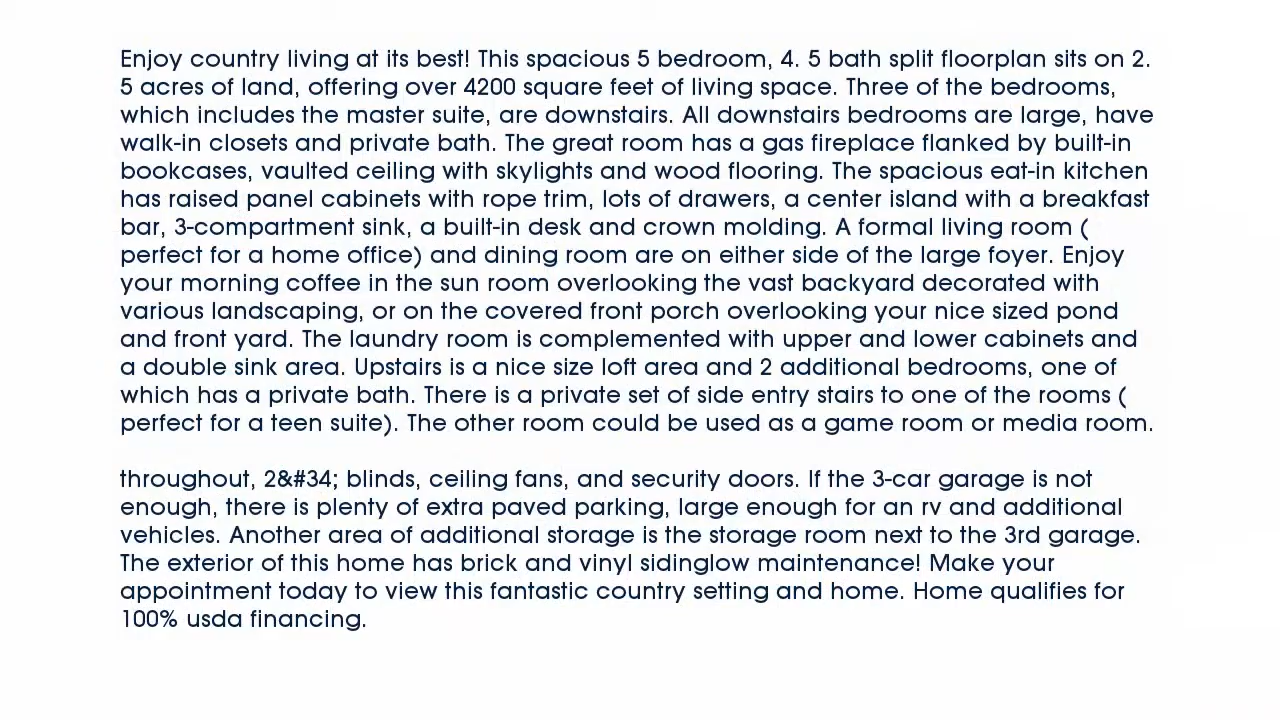 Enjoy country living at its best! This spacious 5 bedroom, 4. 5 bath split floorplan sits on 2.
5 acres of land, offering over 4200 square feet of living space. Three of the bedrooms,
which includes the master suite, are downstairs. All downstairs bedrooms are large, have
walk-in closets and private bath. The great room has a gas fireplace flanked by built-in
bookcases, vaulted ceiling with skylights and wood flooring. The spacious eat-in kitchen
has raised panel cabinets with rope trim, lots of drawers, a center island with a breakfast
bar, 3-compartment sink, a built-in desk and crown molding. A formal living room (
perfect for a home office) and dining room are on either side of the large foyer. Enjoy
your morning coffee in the sun room overlooking the vast backyard decorated with
various landscaping, or on the covered front porch overlooking your nice sized pond
and front yard. The laundry room is complemented with upper and lower cabinets and
a double sink area. Upstairs is a nice size loft area and 2 additional bedrooms, one of
which has a private bath. There is a private set of side entry stairs to one of the rooms (
perfect for a teen suite). The other room could be used as a game room or media room.
throughout, 2&#34; blinds, ceiling fans, and security doors. If the 3-car garage is not
enough, there is plenty of extra paved parking, large enough for an rv and additional
vehicles. Another area of additional storage is the storage room next to the 3rd garage.
The exterior of this home has brick and vinyl sidinglow maintenance! Make your
appointment today to view this fantastic country setting and home. Home qualifies for
100% usda financing.